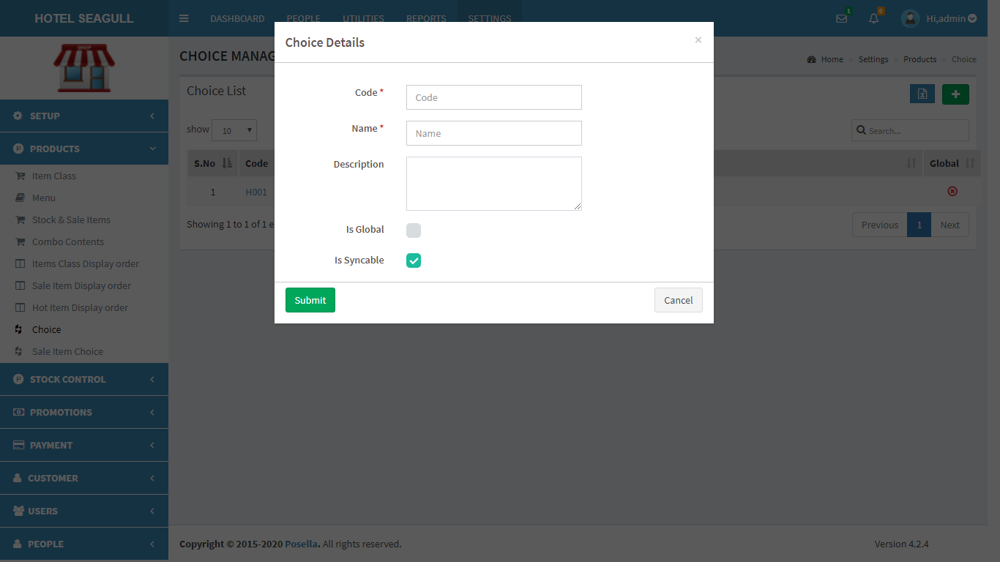 HOTEL SEAGULL
DASHBOARD PEOPLE UTILITIES REPORTS SETTINGS
1
0
Hi,admin
SHOP
CHOICE MANAG
Home > Settings > Products > Choice
Choice Details ×
Code *
Code
Name *
Name
Description
Is Global
Is Syncable
Submit
Cancel
Choice List
show 10
Search...
S.No Code Global
1 H001
Showing 1 to 1 of 1 e
Previous 1 Next
SETUP
PRODUCTS
Item Class
Menu
Stock & Sale Items
Combo Contents
Items Class Display order
Sale Item Display order
Hot Item Display order
Choice
Sale Item Choice
STOCK CONTROL
PROMOTIONS
PAYMENT
CUSTOMER
USERS
PEOPLE
Copyright © 2015-2020 Posella. All rights reserved.
Version 4.2.4